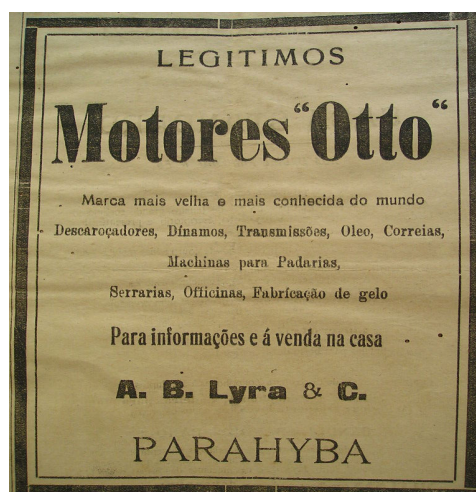 LEGITIMOS
Motores "Otto"
Marca mais velha e mais conhecida do mundo
Descaroçadores, Dínamos, Transmissões, Oleo, Correias,
Machinas para Padarias,
Serrarias, Officinas, Fabricação de gelo
Para informações e á venda na casa
A. B. Lyra & C.
PARAHYBA